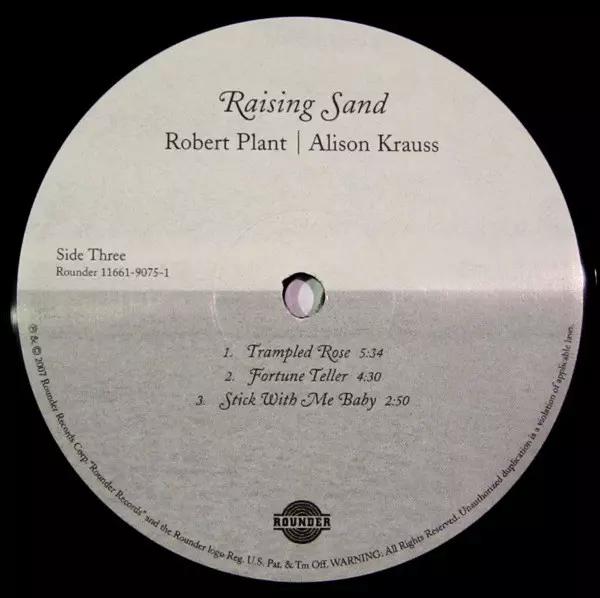 Raising Sand
Robert Plant | Alison Krauss
Side Three
Rounder 11661-9075-1
1. Trampled Rose 5:34
2. Fortune Teller 4:30
3. Stick With Me Baby 2:50
ROUNDER
℗ & © 2007 Rounder Records Corp. "Rounder Records" and the Rounder logo Reg. U.S. Pat. & Tm Off. WARNING: All Rights Reserved. Unauthorized duplication is a violation of applicable laws.